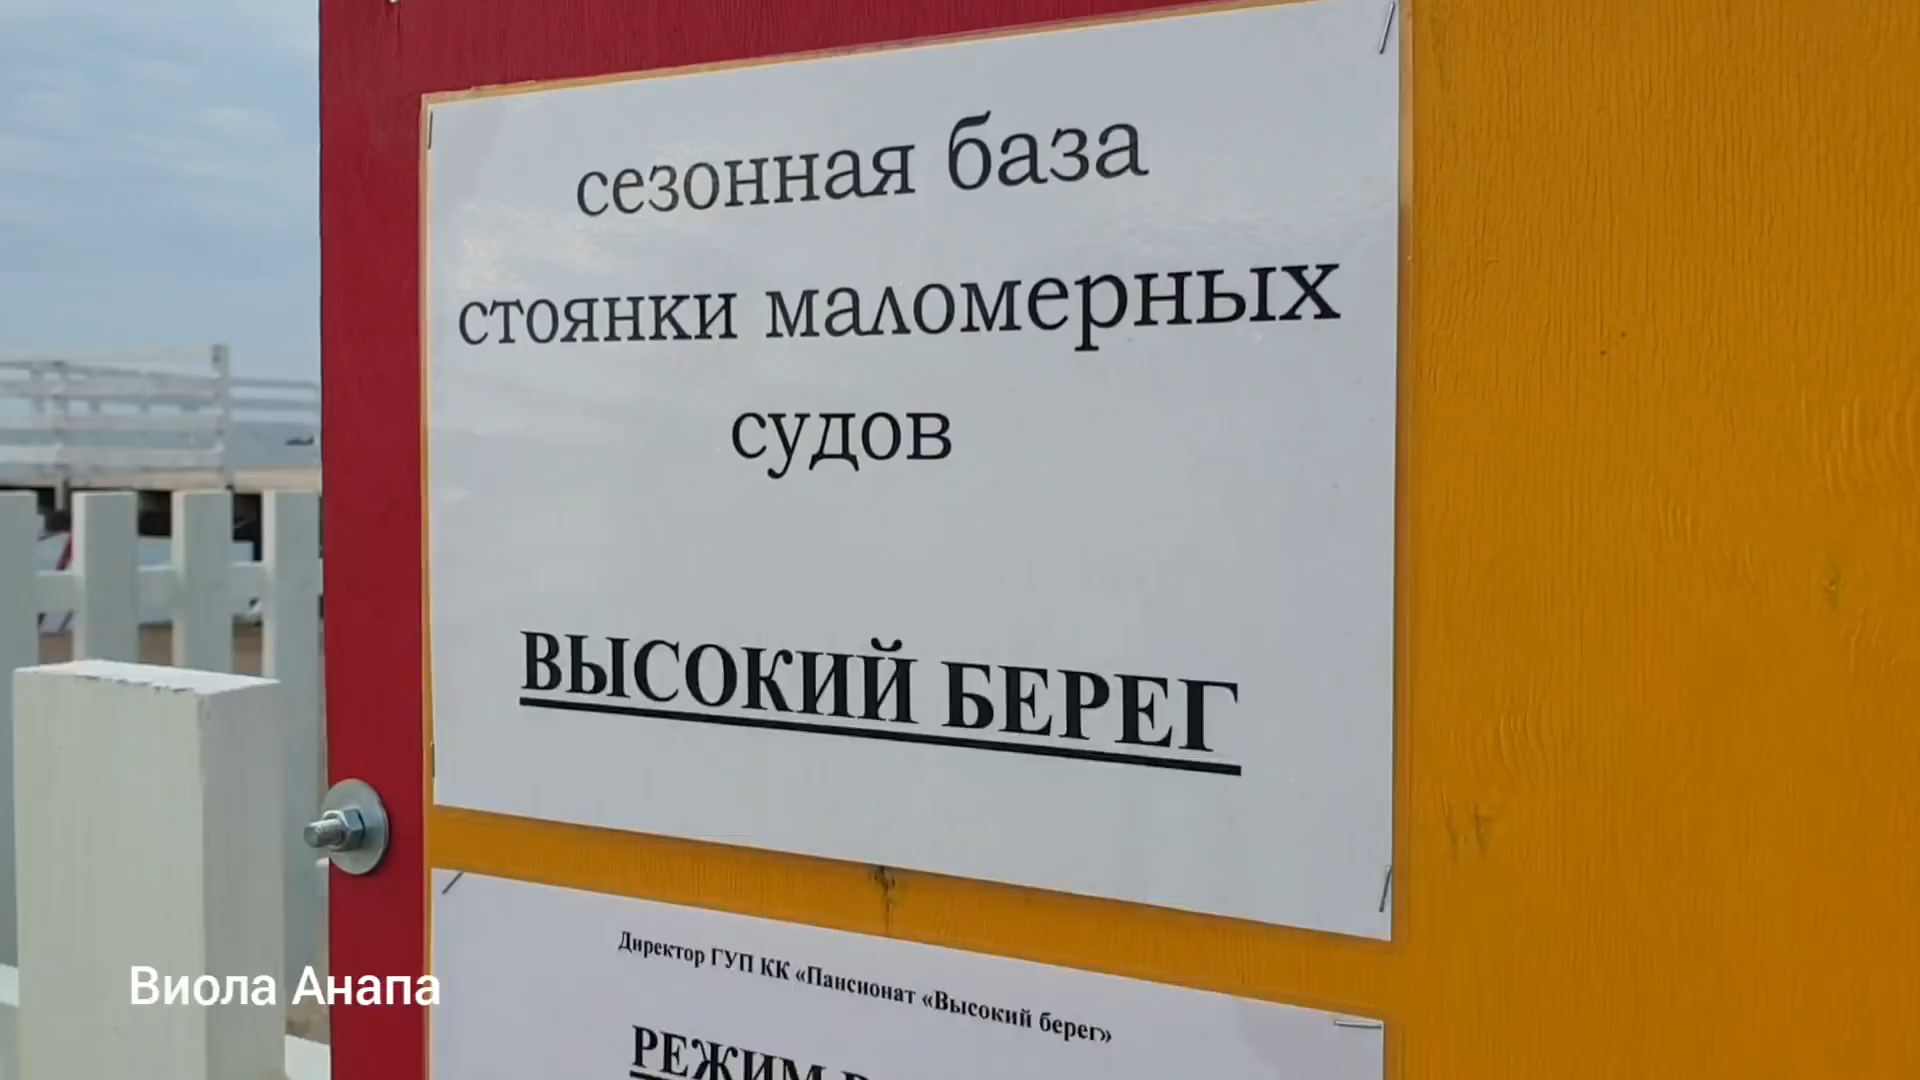 сезонная база
стоянки маломерных
судов
ВЫСОКИЙ БЕРЕГ
Директор ГУП КК «Пансионат «Высокий берег»
РЕЖИМ
Виола Анапа